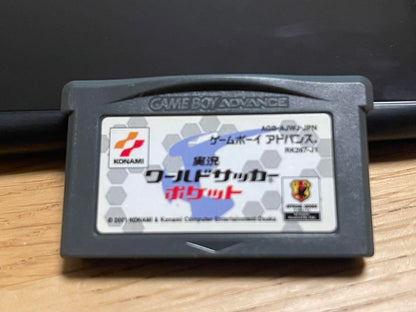 GAME BOY ADVANCE
AGB-AJWJ-JPN
ゲームボーイ アドバンス
RK267-J1
KONAMI
実況
ワールドサッカー
ポケット
© 2001 KONAMI & Konami Computer Entertainment Osaka